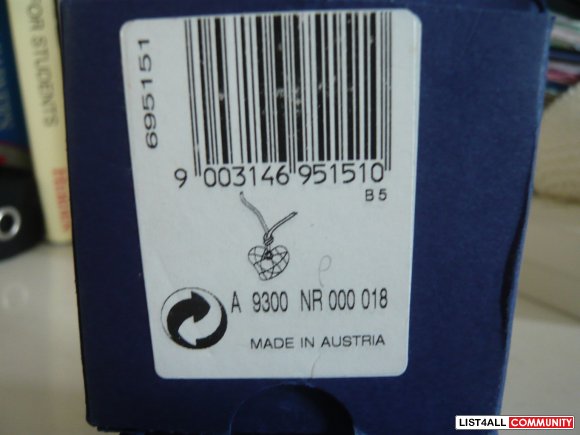 FOR STUDENTS
695151
9 003146 951510
B5
A 9300 NR 000 018
MADE IN AUSTRIA
LIST4ALL COMMUNITY